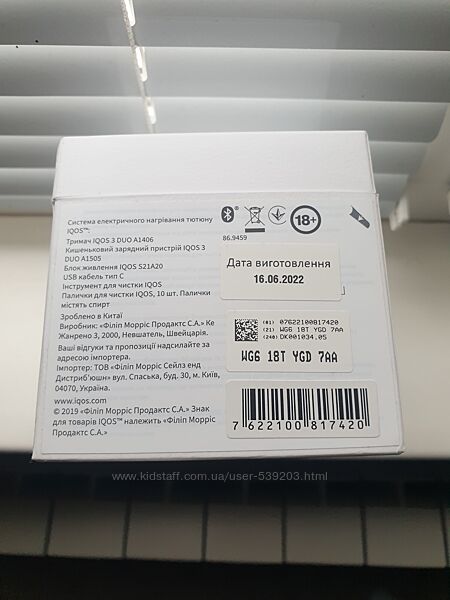 Система електричного нагрівання тютюну
IQOS™:
Тримач IQOS 3 DUO A1406
Кишеньковий зарядний пристрій IQOS 3
DUO A1505
Блок живлення IQOS S21A20
USB кабель тип C
Інструмент для чистки IQOS
Палички для чистки IQOS, 10 шт. Палички
містять спирт
Зроблено в Китаї
Виробник: «Філіп Морріс Продактс С.А.» Ке
Жанрено 3, 2000, Невшатель, Швейцарія.
Ваші відгуки та пропозиції надсилайте за
адресою імпортера.
Імпортер: ТОВ «Філіп Морріс Сейлз енд
Дистриб'юшн» вул. Спаська, буд. 30, м. Київ,
04070, Україна.
www.iqos.com
© 2019 «Філіп Морріс Продактс С.А.» Знак
для товарів IQOS™ належить «Філіп Морріс
Продактс С.А.»
18+
86.9459
Дата виготовлення
16.06.2022
(01) 07622100817420
(21) WG6 18T YGD 7AA
(240) DK001034.05
WG6 18T YGD 7AA
7 622100 817420
www.kidstaff.com.ua/user-539203.html